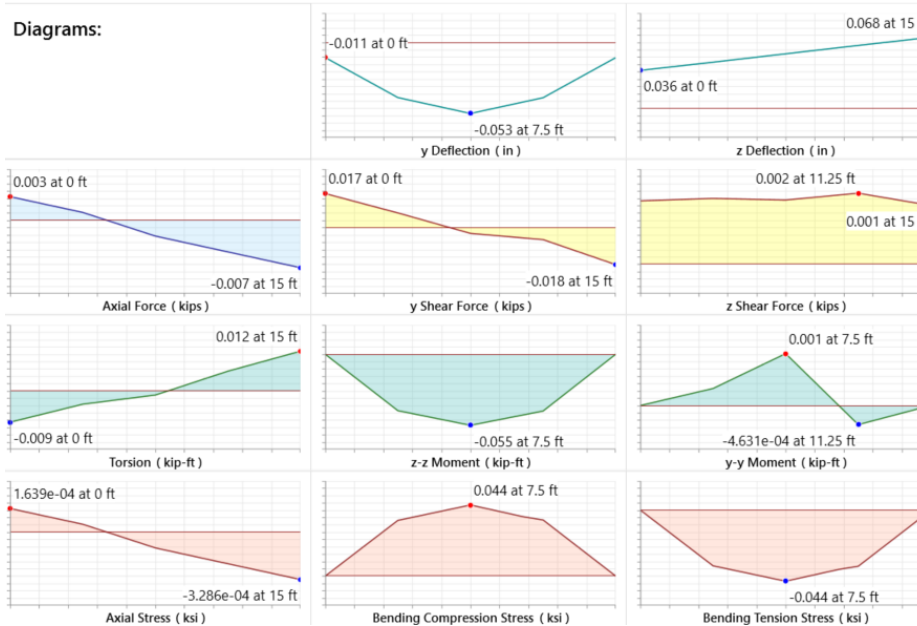 Diagrams:
-0.011 at 0 ft
-0.053 at 7.5 ft
y Deflection ( in )
0.068 at 15
0.036 at 0 ft
z Deflection ( in )
0.003 at 0 ft
-0.007 at 15 ft
Axial Force ( kips )
0.017 at 0 ft
-0.018 at 15 ft
y Shear Force ( kips )
0.002 at 11.25 ft
0.001 at 15
z Shear Force ( kips )
0.012 at 15 ft
-0.009 at 0 ft
Torsion ( kip-ft )
-0.055 at 7.5 ft
z-z Moment ( kip-ft )
0.001 at 7.5 ft
-4.631e-04 at 11.25 ft
y-y Moment ( kip-ft )
1.639e-04 at 0 ft
-3.286e-04 at 15 ft
Axial Stress ( ksi )
0.044 at 7.5 ft
Bending Compression Stress ( ksi )
-0.044 at 7.5 ft
Bending Tension Stress ( ksi )